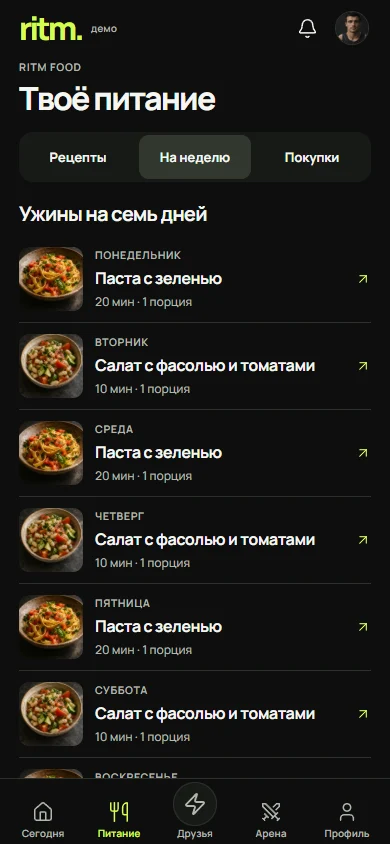 ritm. демо
RITM FOOD
Твоё питание
Рецепты На неделю Покупки
Ужины на семь дней
ПОНЕДЕЛЬНИК
Паста с зеленью
20 мин · 1 порция
ВТОРНИК
Салат с фасолью и томатами
10 мин · 1 порция
СРЕДА
Паста с зеленью
20 мин · 1 порция
ЧЕТВЕРГ
Салат с фасолью и томатами
10 мин · 1 порция
ПЯТНИЦА
Паста с зеленью
20 мин · 1 порция
СУББОТА
Салат с фасолью и томатами
10 мин · 1 порция
ВОСКРЕСЕНЬЕ
Сегодня Питание Друзья Арена Профиль